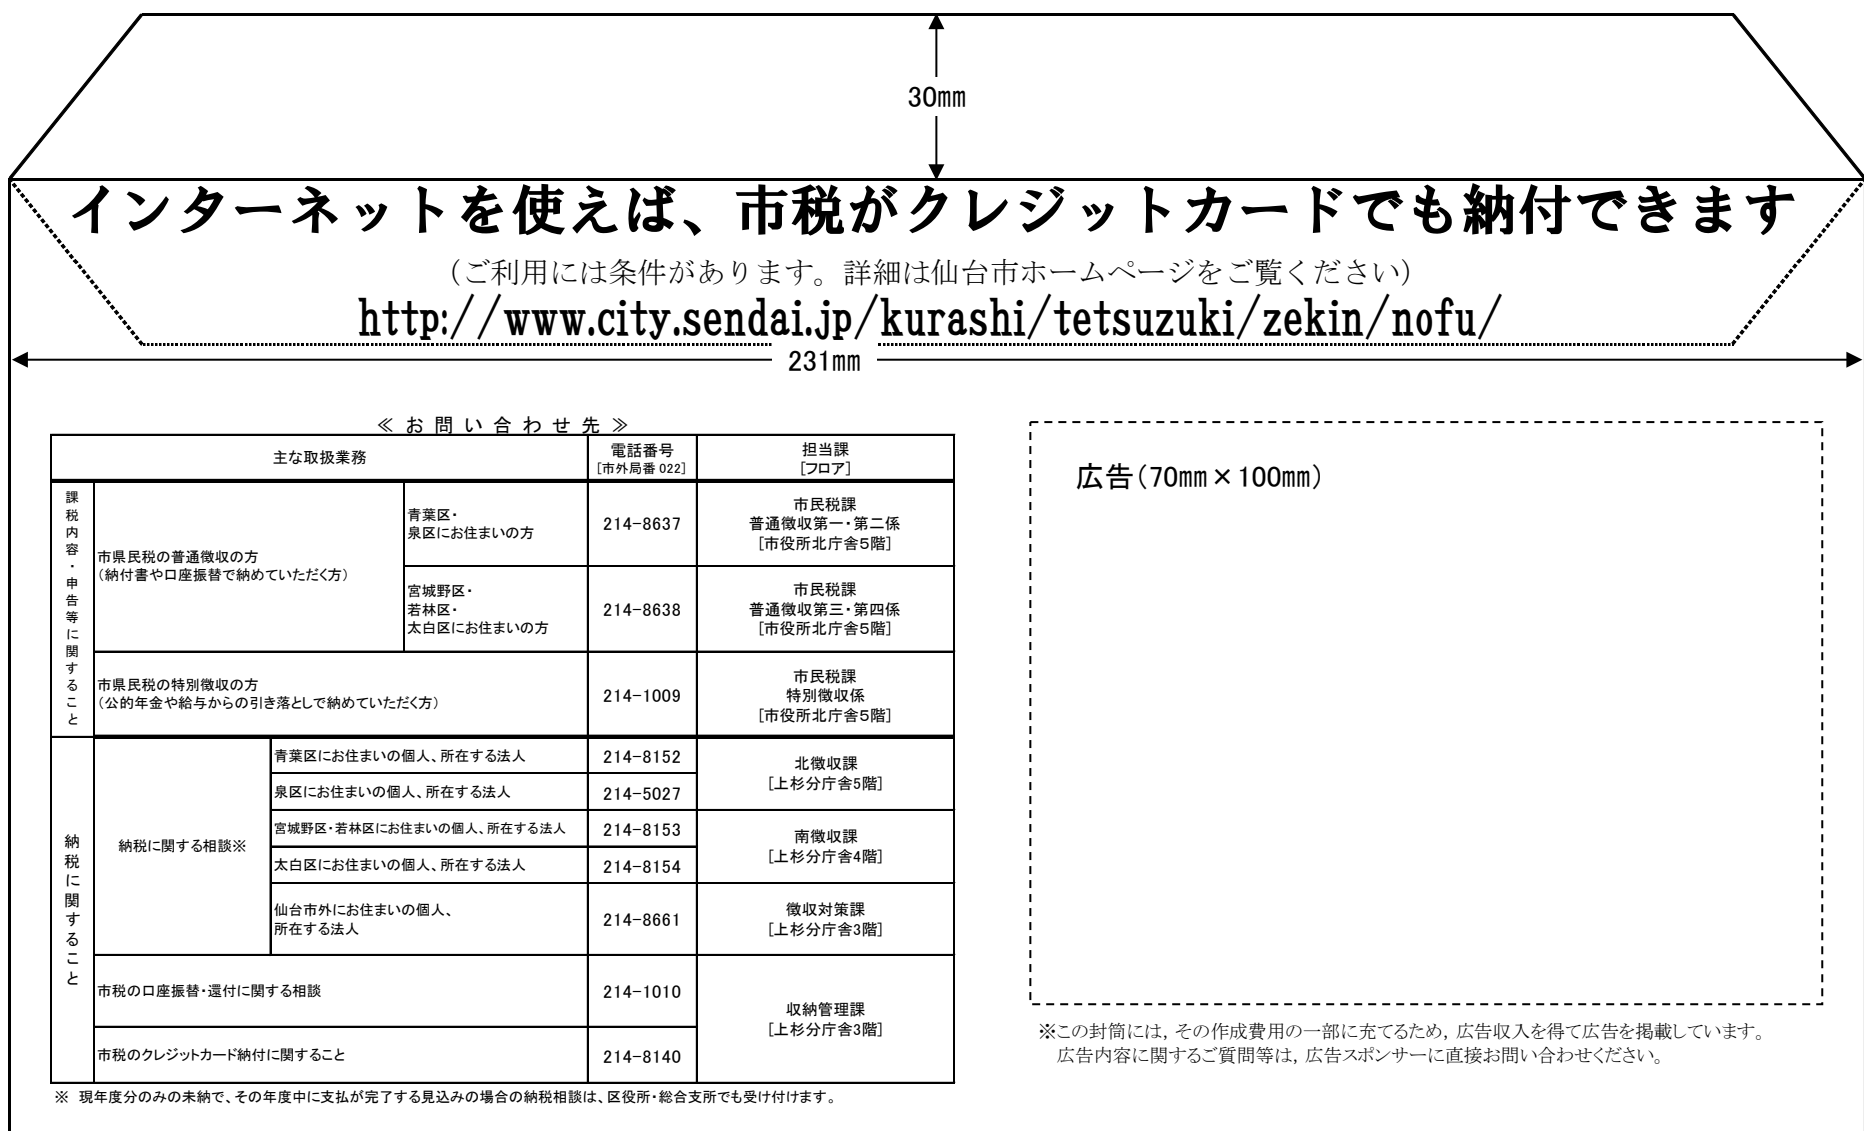 30mm
インターネットを使えば、市税がクレジットカードでも納付できます
（ご利用には条件があります。詳細は仙台市ホームページをご覧ください）
http://www.city.sendai.jp/kurashi/tetsuzuki/zekin/nofu/
231mm
≪ お 問 い 合 わ せ 先 ≫
主な取扱業務
電話番号
［市外局番 022］
担当課
［フロア］
課税内容・申告等に関すること
市県民税の普通徴収の方
（納付書や口座振替で納めていただく方）
青葉区・
泉区にお住まいの方
214-8637
市民税課
普通徴収第一・第二係
［市役所北庁舎５階］
宮城野区・
若林区・
太白区にお住まいの方
214-8638
市民税課
普通徴収第三・第四係
［市役所北庁舎５階］
市県民税の特別徴収の方
（公的年金や給与からの引き落としで納めていただく方）
214-1009
市民税課
特別徴収係
［市役所北庁舎５階］
納税に関すること
納税に関する相談※
青葉区にお住まいの個人、所在する法人
214-8152
北徴収課
［上杉分庁舎5階］
泉区にお住まいの個人、所在する法人
214-5027
宮城野区・若林区にお住まいの個人、所在する法人
214-8153
南徴収課
［上杉分庁舎4階］
太白区にお住まいの個人、所在する法人
214-8154
仙台市外にお住まいの個人、
所在する法人
214-8661
徴収対策課
［上杉分庁舎3階］
市税の口座振替・還付に関する相談
214-1010
収納管理課
［上杉分庁舎3階］
市税のクレジットカード納付に関すること
214-8140
※　現年度分のみの未納で、その年度中に支払が完了する見込みの場合の納税相談は、区役所・総合支所でも受け付けます。
広告（70mm×100mm）
※この封筒には，その作成費用の一部に充てるため，広告収入を得て広告を掲載しています。
広告内容に関するご質問等は，広告スポンサーに直接お問い合わせください。